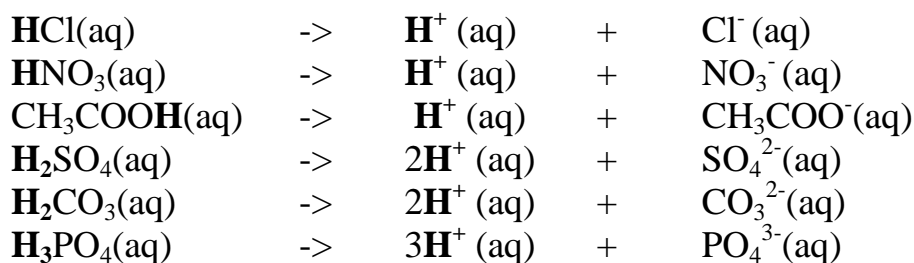 HCl(aq) -> H⁺ (aq) + Cl⁻ (aq)
HNO₃(aq) -> H⁺ (aq) + NO₃⁻ (aq)
CH₃COOH(aq) -> H⁺ (aq) + CH₃COO⁻(aq)
H₂SO₄(aq) -> 2H⁺ (aq) + SO₄²⁻(aq)
H₂CO₃(aq) -> 2H⁺ (aq) + CO₃²⁻(aq)
H₃PO₄(aq) -> 3H⁺ (aq) + PO₄³⁻(aq)